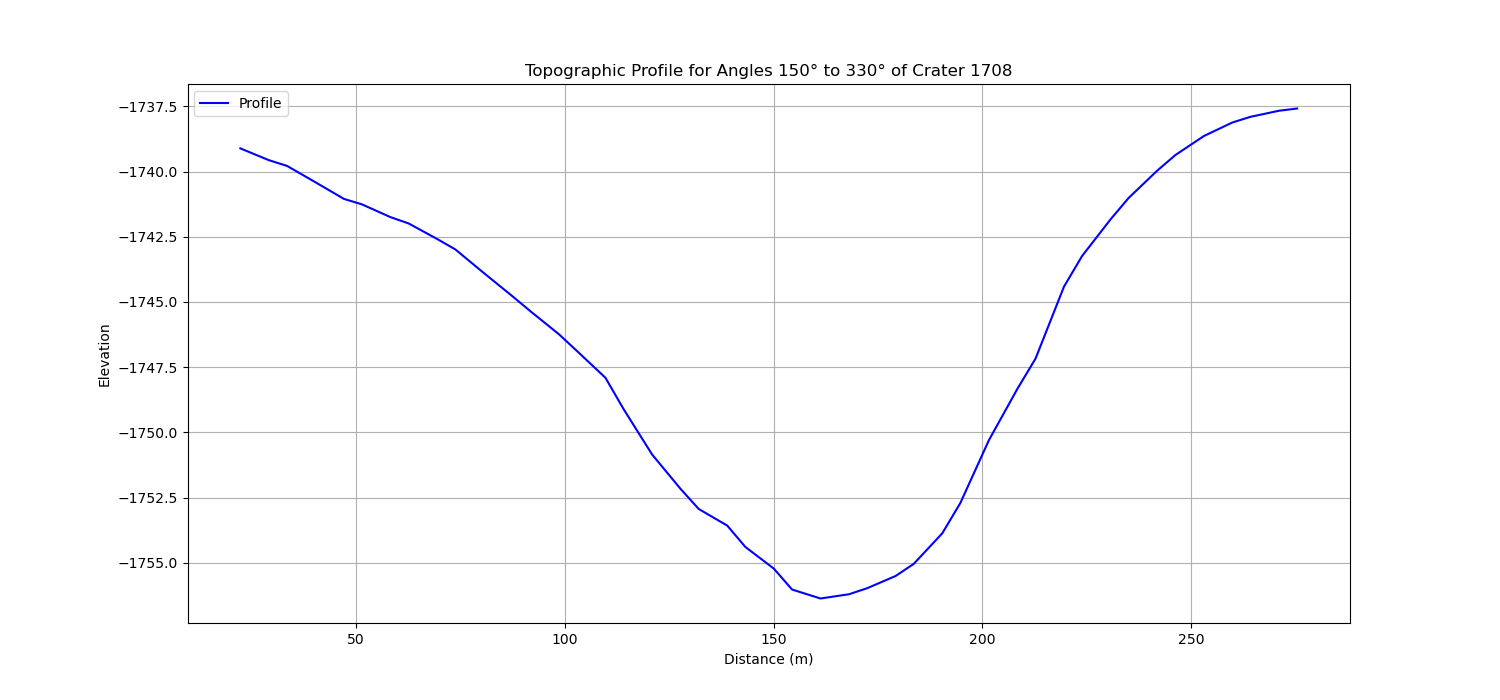 Topographic Profile for Angles 150° to 330° of Crater 1708
Profile
−1737.5
−1740.0
−1742.5
−1745.0
−1747.5
−1750.0
−1752.5
−1755.0
Elevation
50 100 150 200 250
Distance (m)